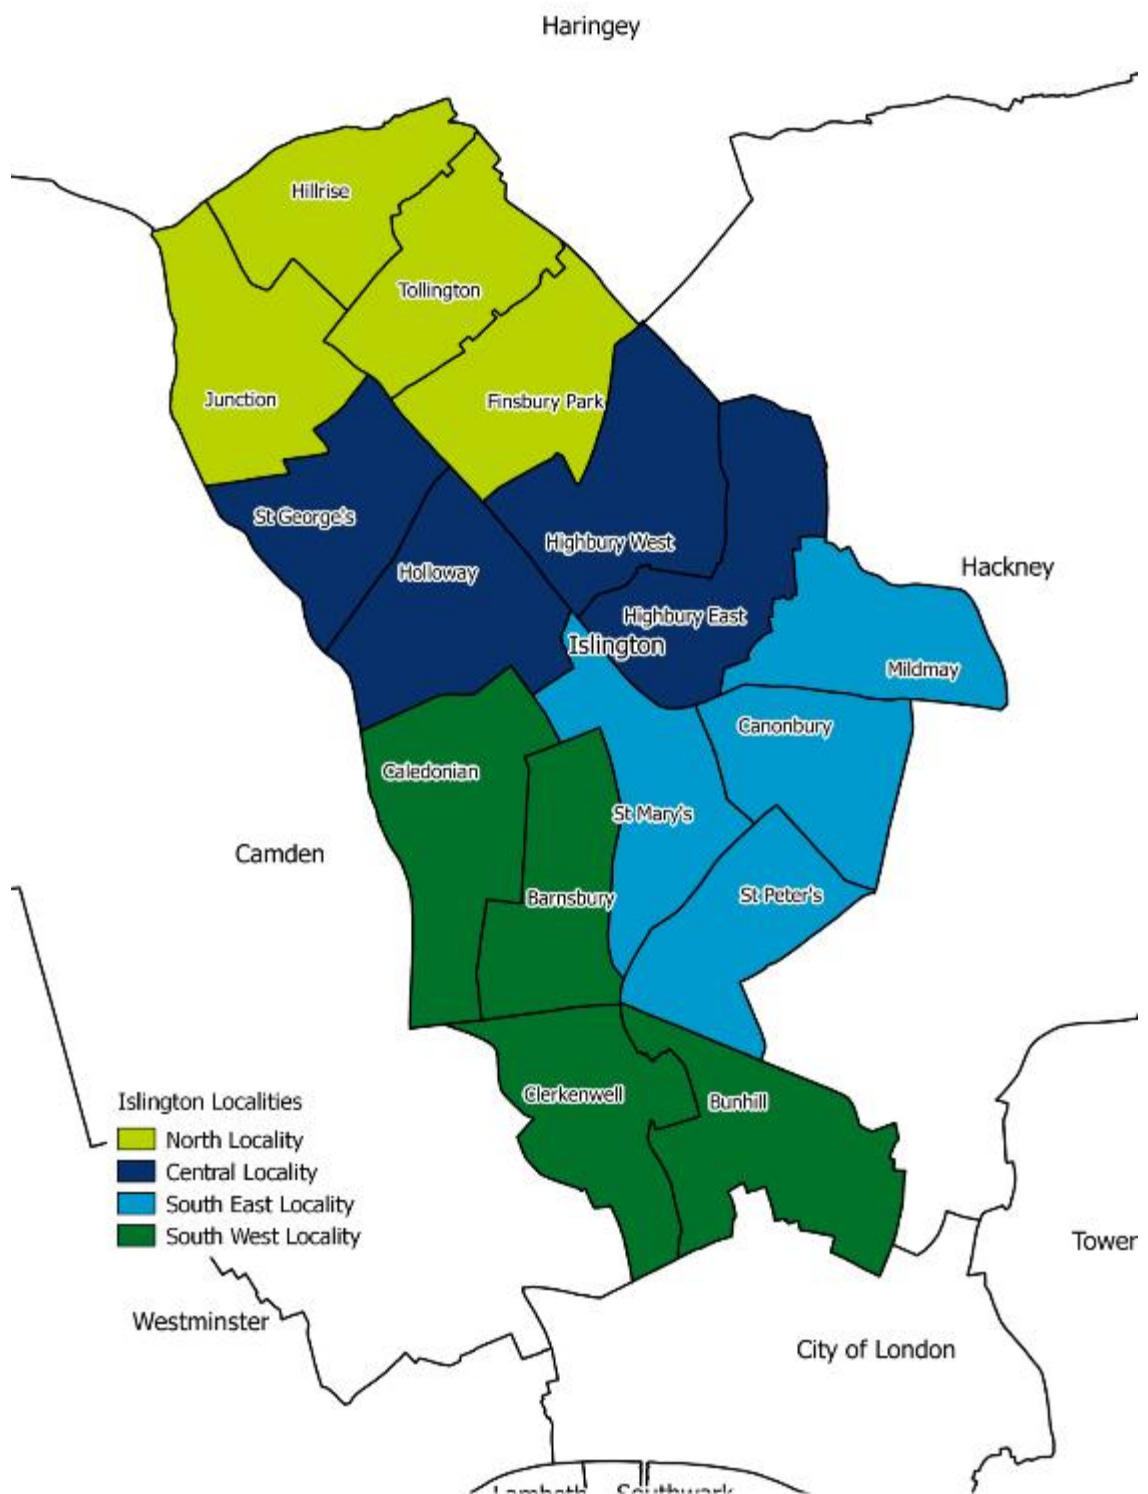 Haringey
Hillrise
Tollington
Junction
Finsbury Park
St George's
Highbury West
Holloway
Hackney
Highbury East
Islington
Mildmay
Canonbury
Caledonian
St Mary's
Camden
St Peter's
Barnsbury
Clerkenwell
Bunhill
Islington Localities
North Locality
Central Locality
South East Locality
South West Locality
Tower
Westminster
City of London
Lambeth
Southwark